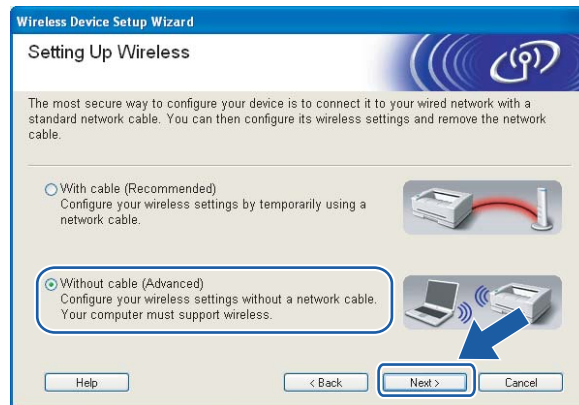 Wireless Device Setup Wizard
Setting Up Wireless
The most secure way to configure your device is to connect it to your wired network with a
standard network cable. You can then configure its wireless settings and remove the network
cable.
With cable (Recommended)
Configure your wireless settings by temporarily using a
network cable.
Without cable (Advanced)
Configure your wireless settings without a network cable.
Your computer must support wireless.
Help
< Back
Next >
Cancel